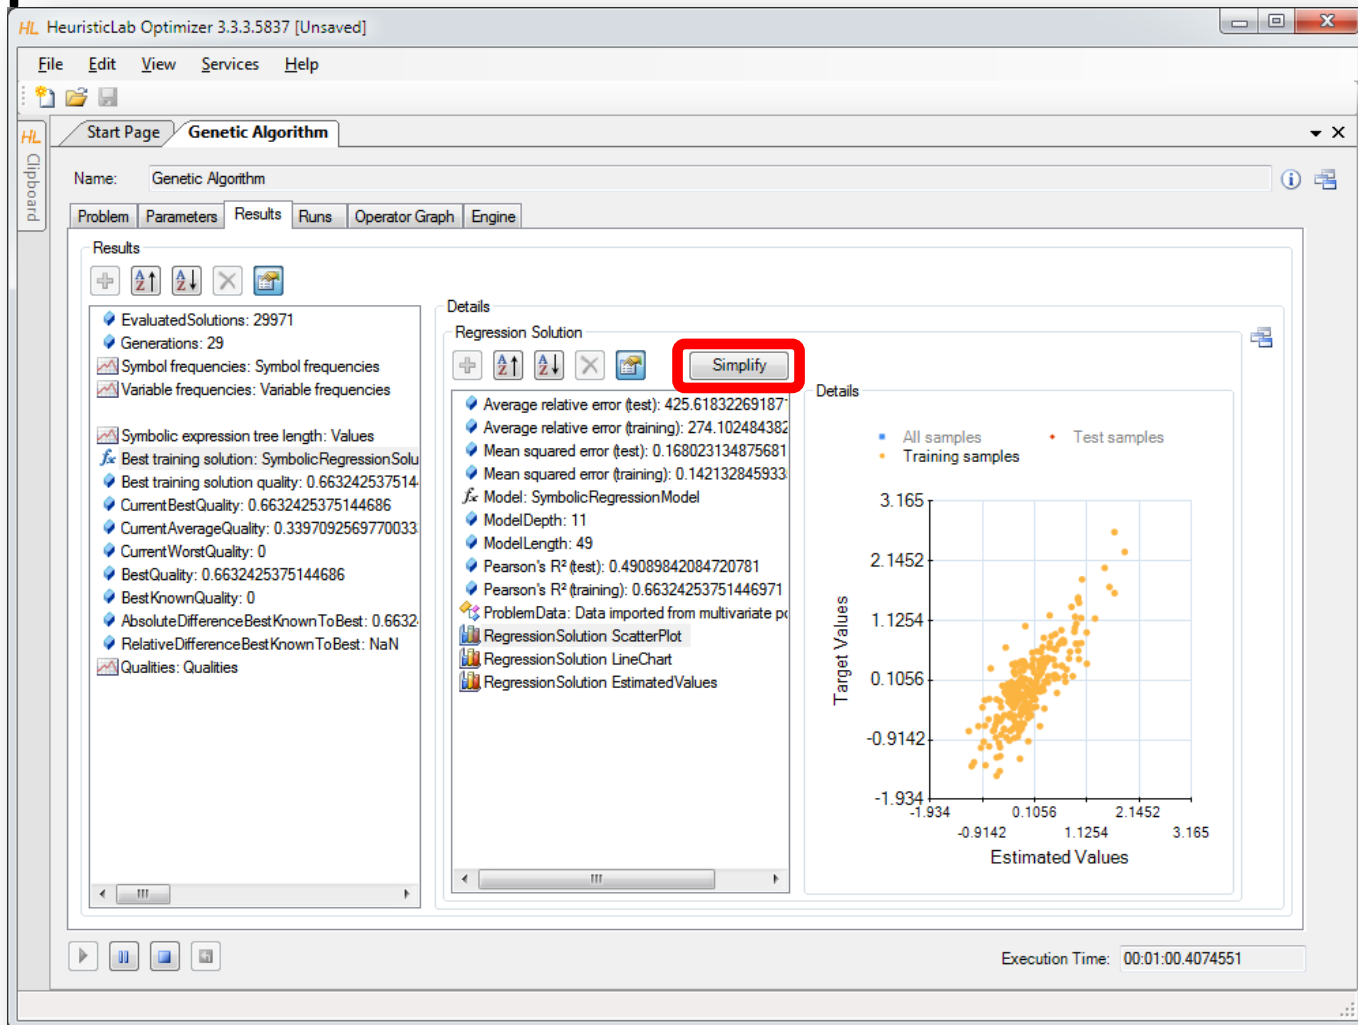 HL HeuristicLab Optimizer 3.3.3.5837 [Unsaved]
File Edit View Services Help
HL Clipboard
Start Page Genetic Algorithm
Name: Genetic Algorithm
Problem Parameters Results Runs Operator Graph Engine
Results
EvaluatedSolutions: 29971
Generations: 29
Symbol frequencies: Symbol frequencies
Variable frequencies: Variable frequencies
Symbolic expression tree length: Values
Best training solution: SymbolicRegressionSolu
Best training solution quality: 0.66324253751 4
CurrentBestQuality: 0.6632425375144686
CurrentAverageQuality: 0.3397092569770033
CurrentWorstQuality: 0
BestQuality: 0.6632425375144686
BestKnownQuality: 0
AbsoluteDifferenceBestKnownToBest: 0.6632
RelativeDifferenceBestKnownToBest: NaN
Qualities: Qualities
Details
Regression Solution
Simplify
Average relative error (test): 425.61832269187
Average relative error (training): 274.102484382
Mean squared error (test): 0.168023134875681
Mean squared error (training): 0.142132845933
Model: SymbolicRegressionModel
ModelDepth: 11
ModelLength: 49
Pearson's R² (test): 0.49089842084720781
Pearson's R² (training): 0.66324253751446971
ProblemData: Data imported from multivariate po
RegressionSolution ScatterPlot
RegressionSolution LineChart
RegressionSolution EstimatedValues
Details
All samples Test samples
Training samples
3.165
2.1452
1.1254
0.1056
-0.9142
-1.934
Target Values
-1.934 0.1056 2.1452
-0.9142 1.1254 3.165
Estimated Values
Execution Time: 00:01:00.4074551